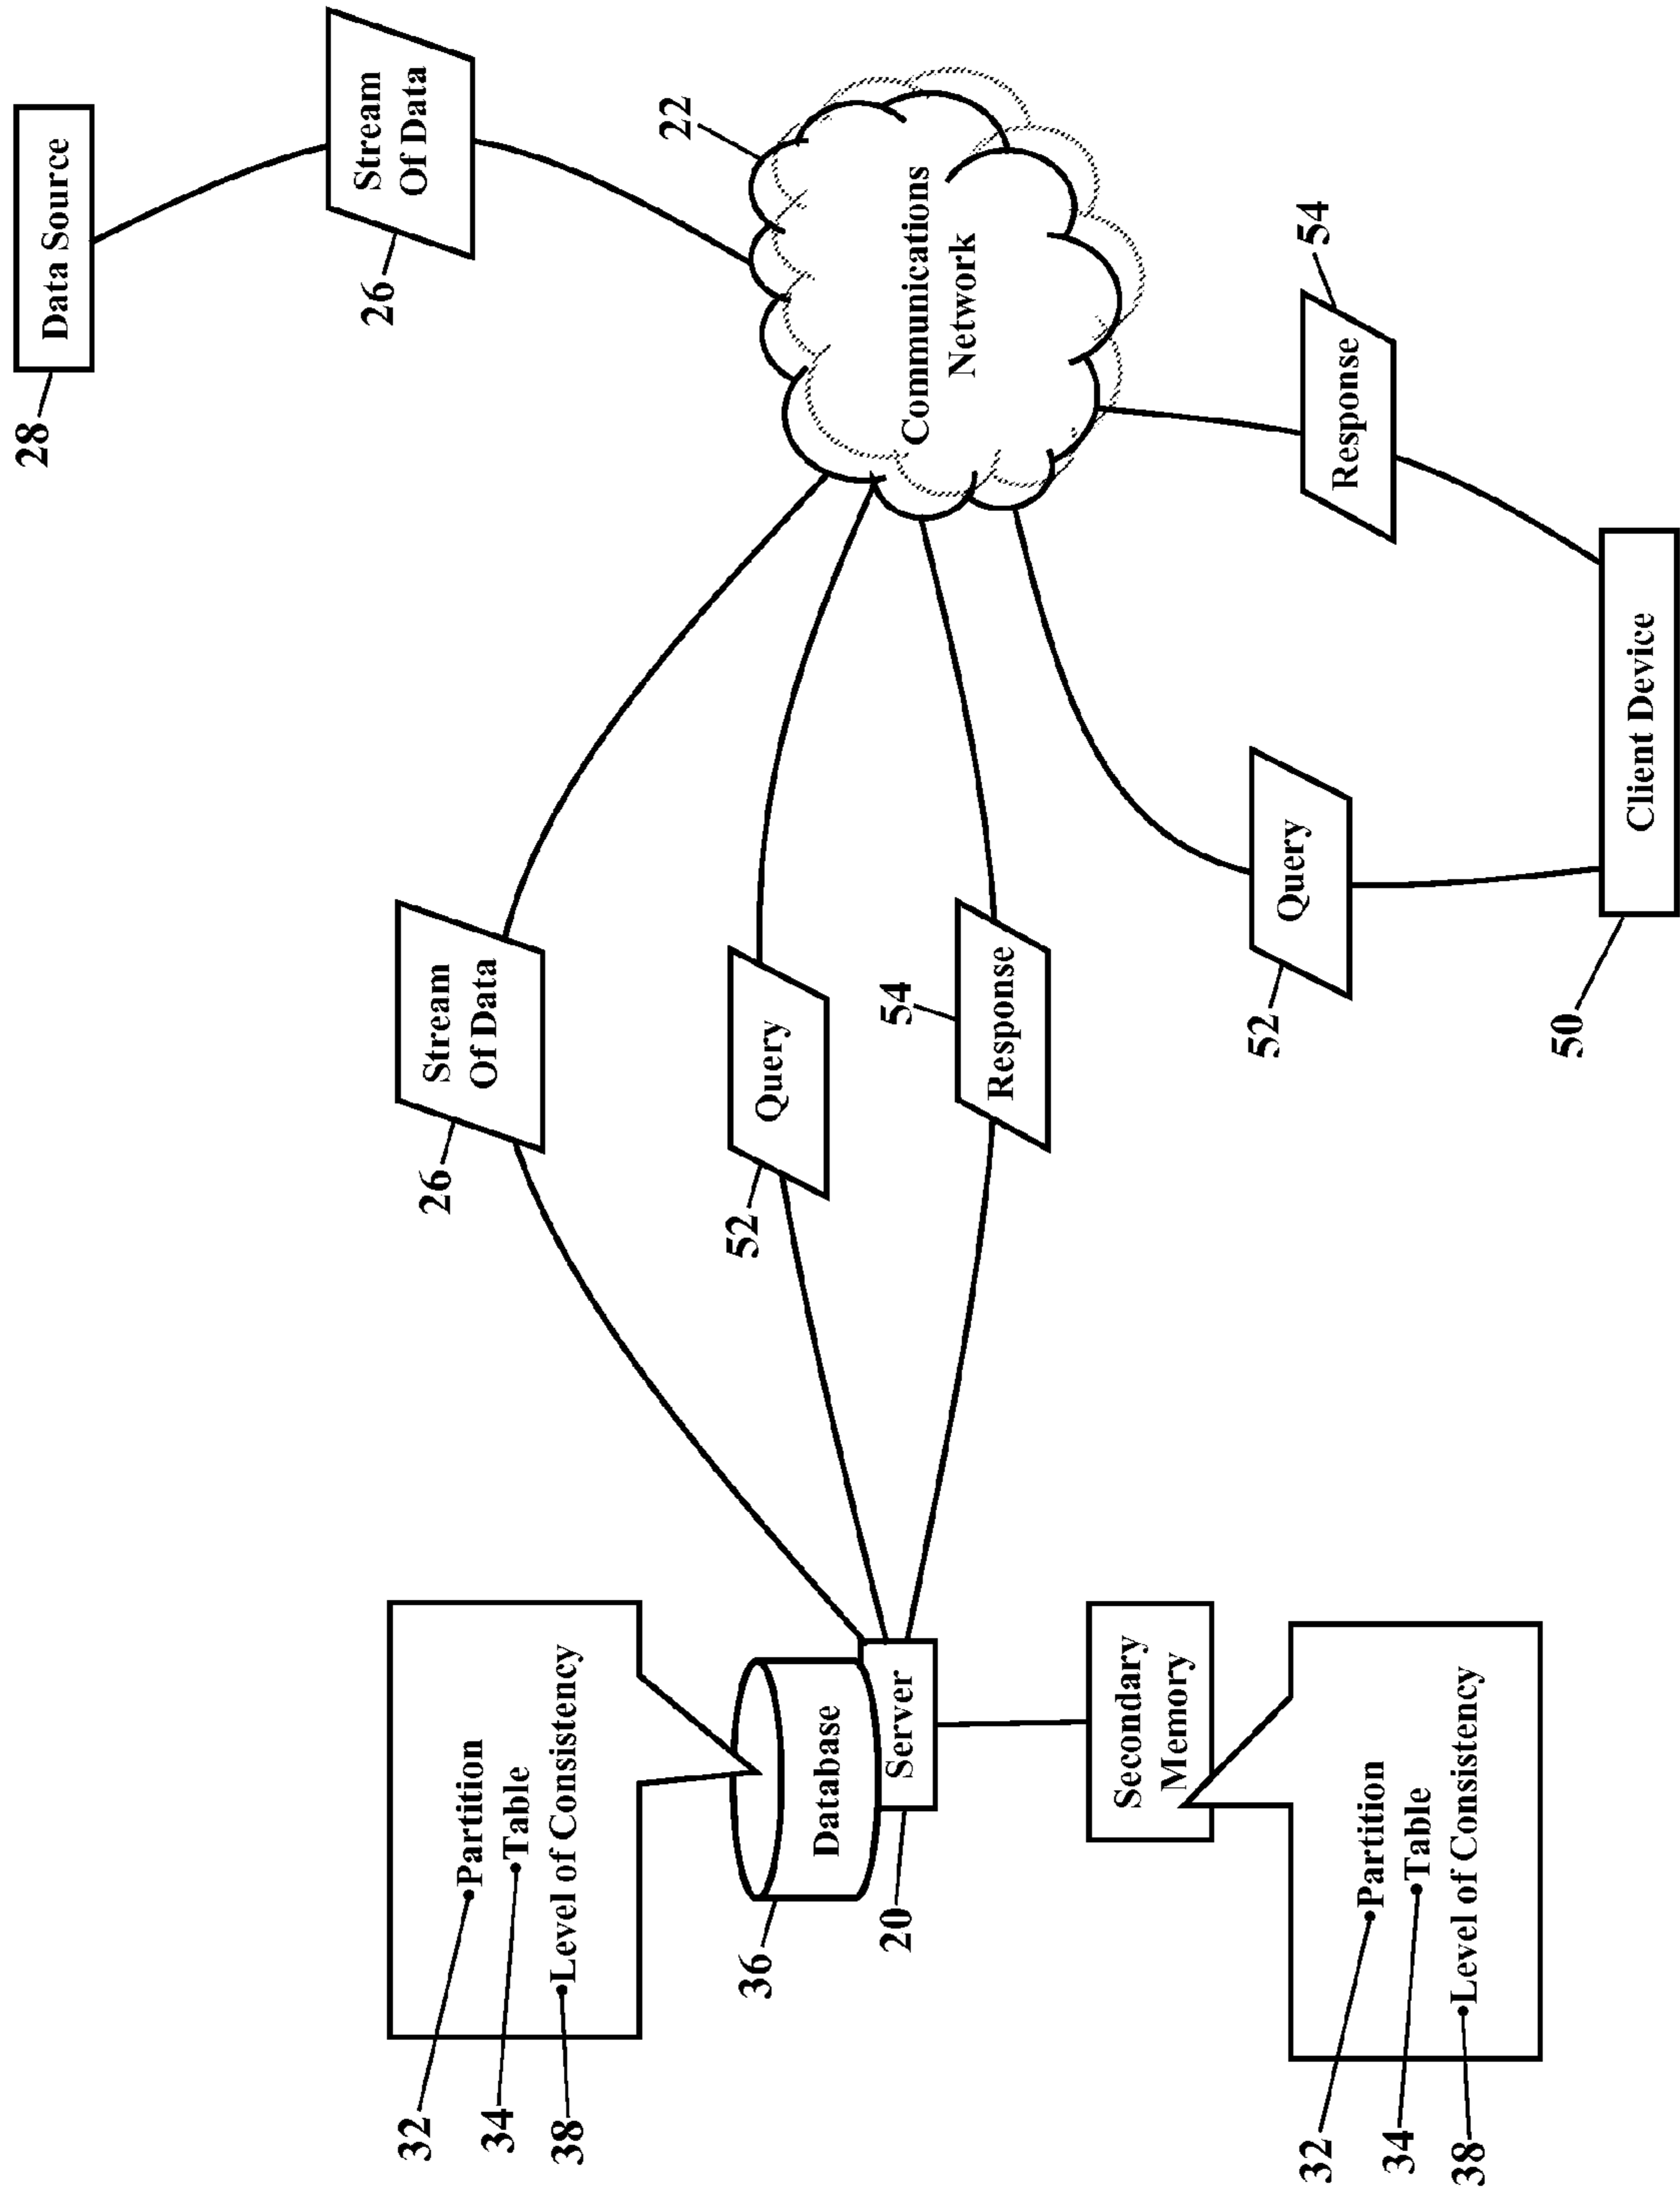 28
Data Source
Stream
Of Data
26
32
Partition
34
Table
38
Level of Consistency
26
Stream
Of Data
22
36
Database
52
Query
20
Server
54
Response
Communications
Network
Secondary
Memory
52
Query
54
Response
32
Partition
34
Table
38
Level of Consistency
50
Client Device